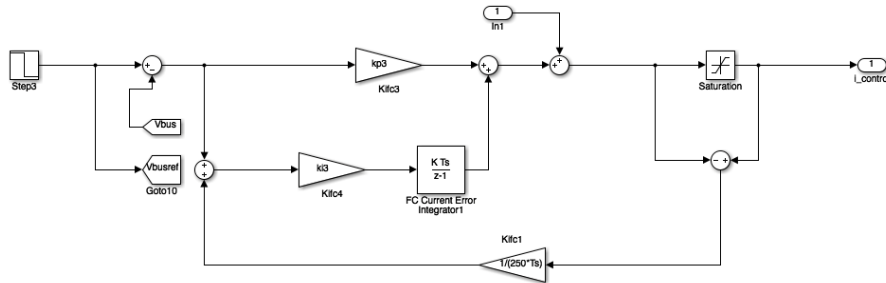 1
In1
Step3
+
−
kp3
Kifc3
+
+
+
+
Saturation
1
i_control
Vbus
Vbusref
Goto10
+
+
ki3
Kifc4
K Ts
z-1
FC Current Error
Integrator1
− +
Kifc1
1/(250*Ts)